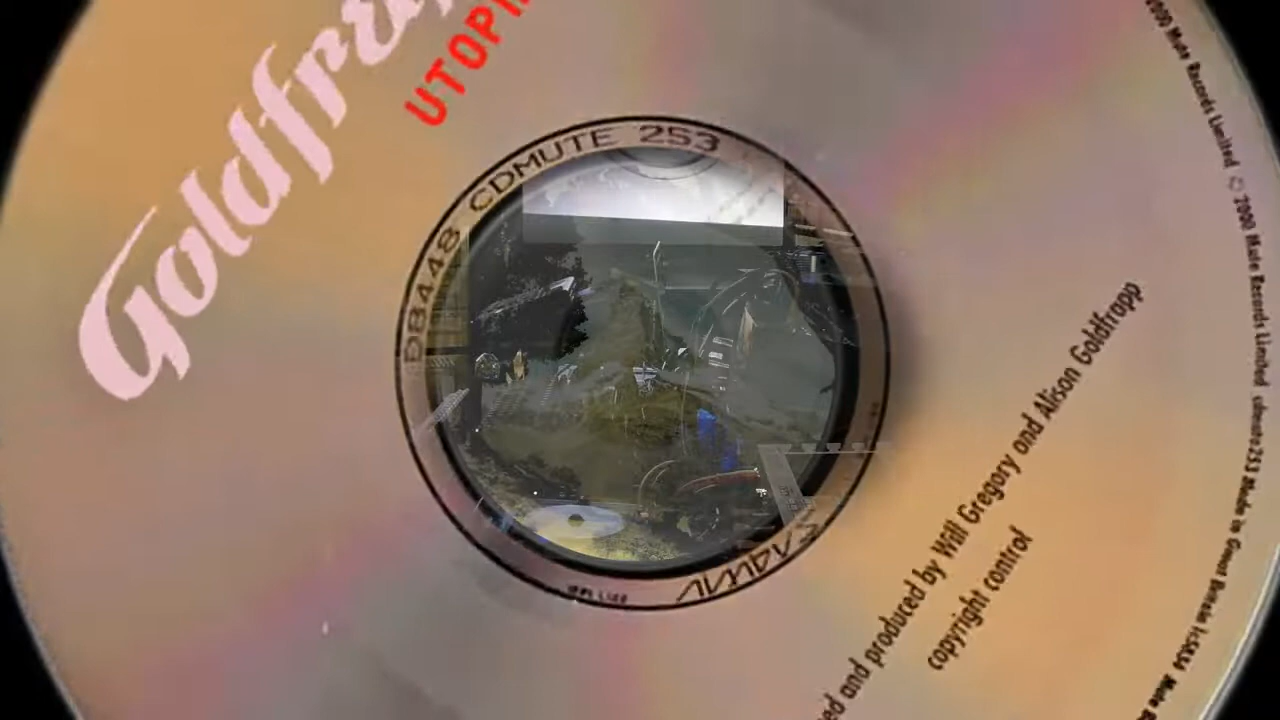 Goldfra
UTOPI
CDMUTE 253
DB448
2000 Mute Records Limited
© 2000 Mute Records Limited cdmute253 Made in Great Britain
ed and produced by Will Gregory and Alison Goldfrapp
copyright control